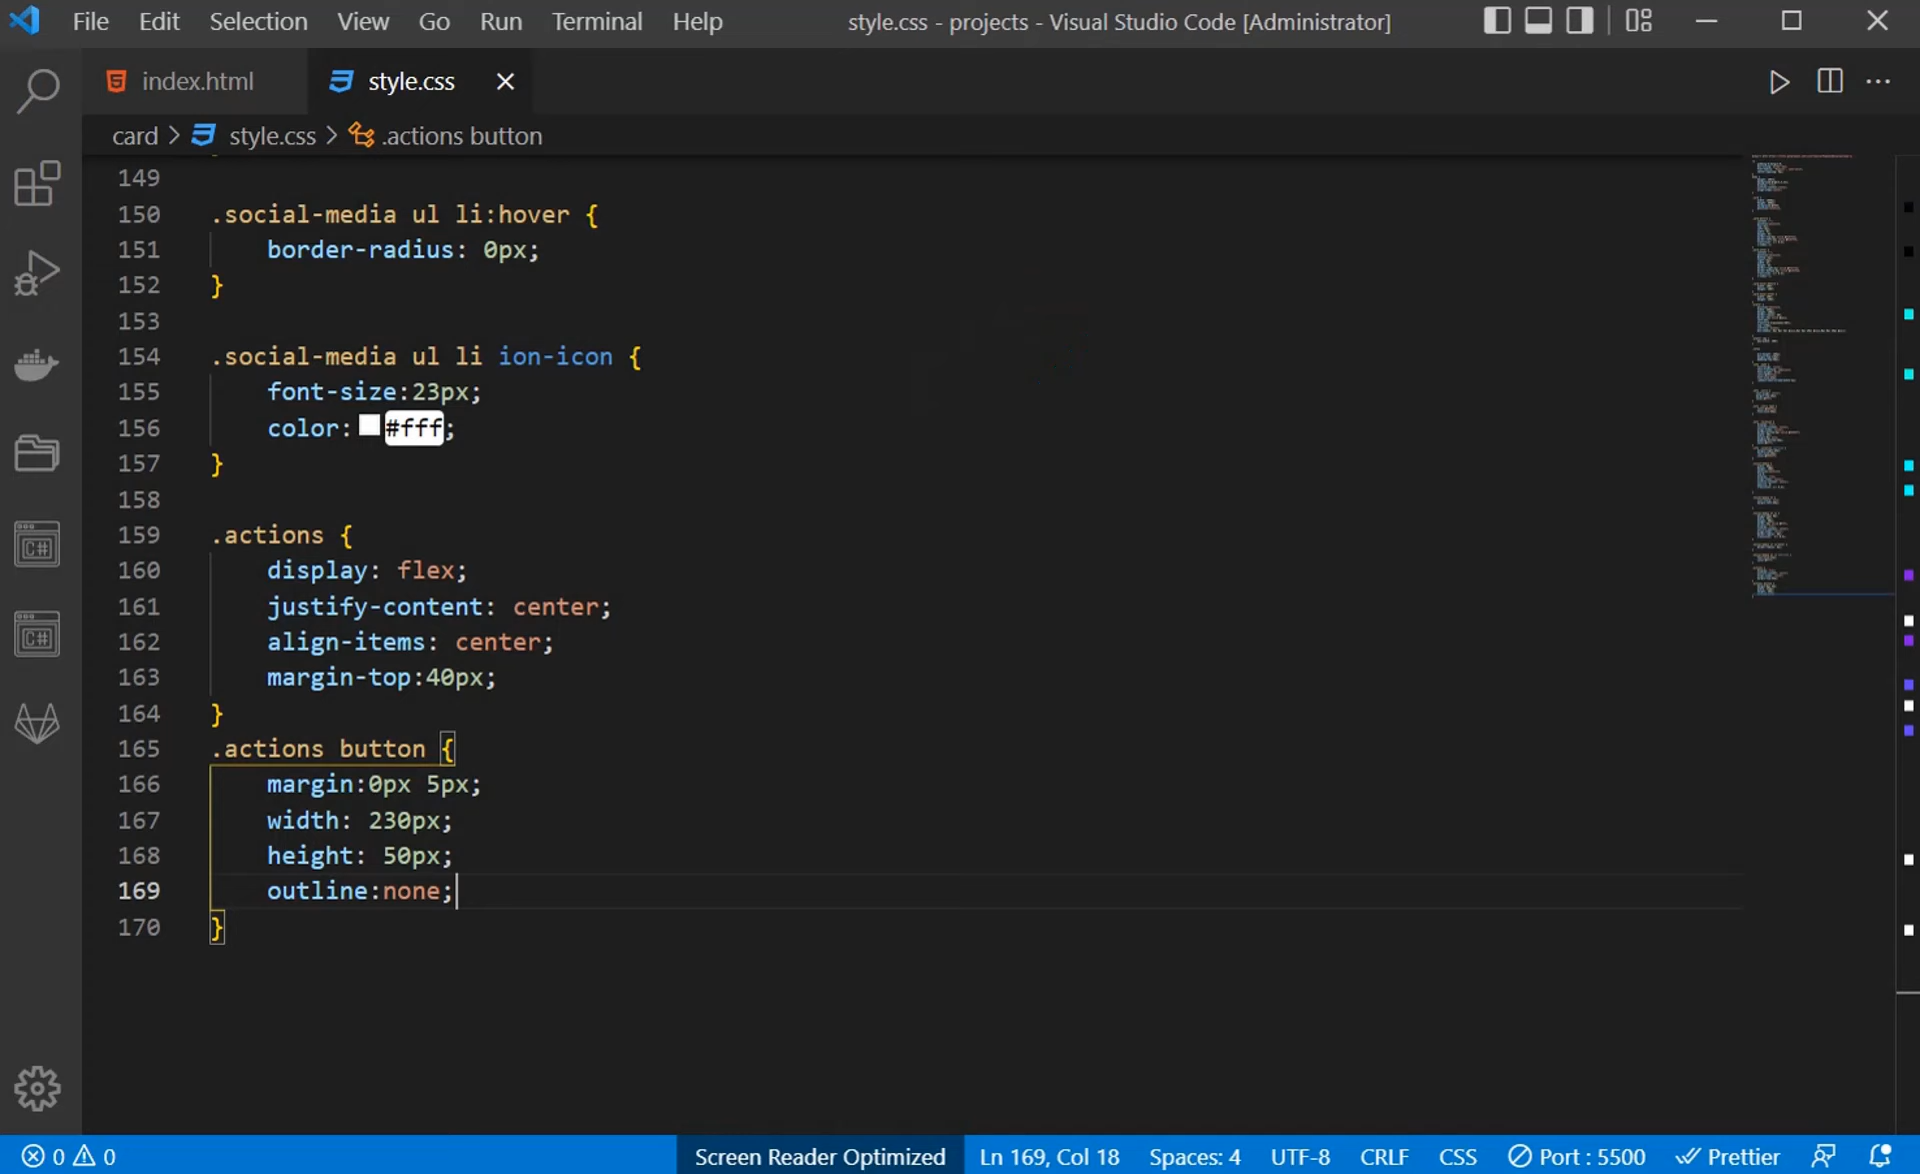 File Edit Selection View Go Run Terminal Help style.css - projects - Visual Studio Code [Administrator]
index.html style.css
card > style.css > .actions button
149
150 .social-media ul li:hover {
151 border-radius: 0px;
152 }
153
154 .social-media ul li ion-icon {
155 font-size:23px;
156 color: #fff;
157 }
158
159 .actions {
160 display: flex;
161 justify-content: center;
162 align-items: center;
163 margin-top:40px;
164 }
165 .actions button {
166 margin:0px 5px;
167 width: 230px;
168 height: 50px;
169 outline:none;
170 }
C#
C#
0 0 Screen Reader Optimized Ln 169, Col 18 Spaces: 4 UTF-8 CRLF CSS Port : 5500 Prettier